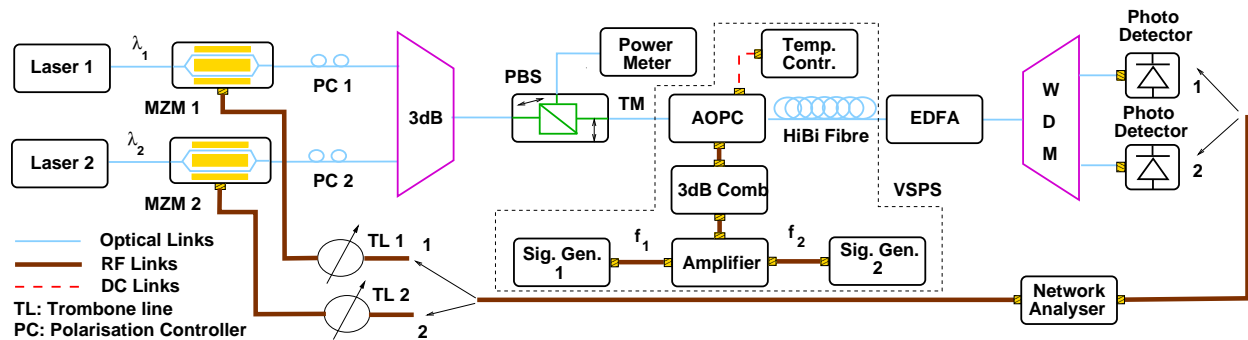 Laser 1
λ1
MZM 1
PC 1
Laser 2
λ2
MZM 2
PC 2
3dB
PBS
Power
Meter
TM
Temp.
Contr.
AOPC
HiBi Fibre
3dB Comb
VSPS
Sig. Gen.
1
f1
Amplifier
f2
Sig. Gen.
2
EDFA
W
D
M
Photo
Detector
1
Photo
Detector
2
1
2
Optical Links
RF Links
DC Links
TL: Trombone line
PC: Polarisation Controller
TL 1
1
TL 2
2
Network
Analyser